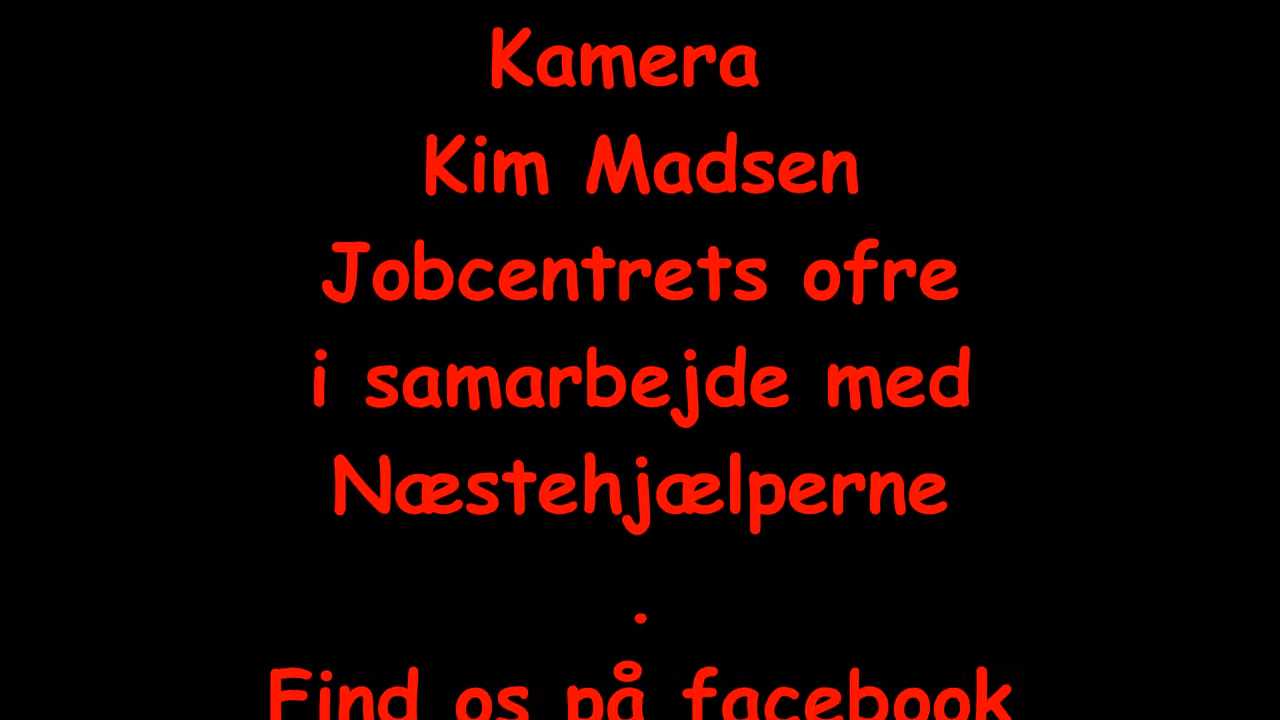 Kamera
Kim Madsen
Jobcentrets ofre
i samarbejde med
Næstehjælperne
.
Find os på facebook